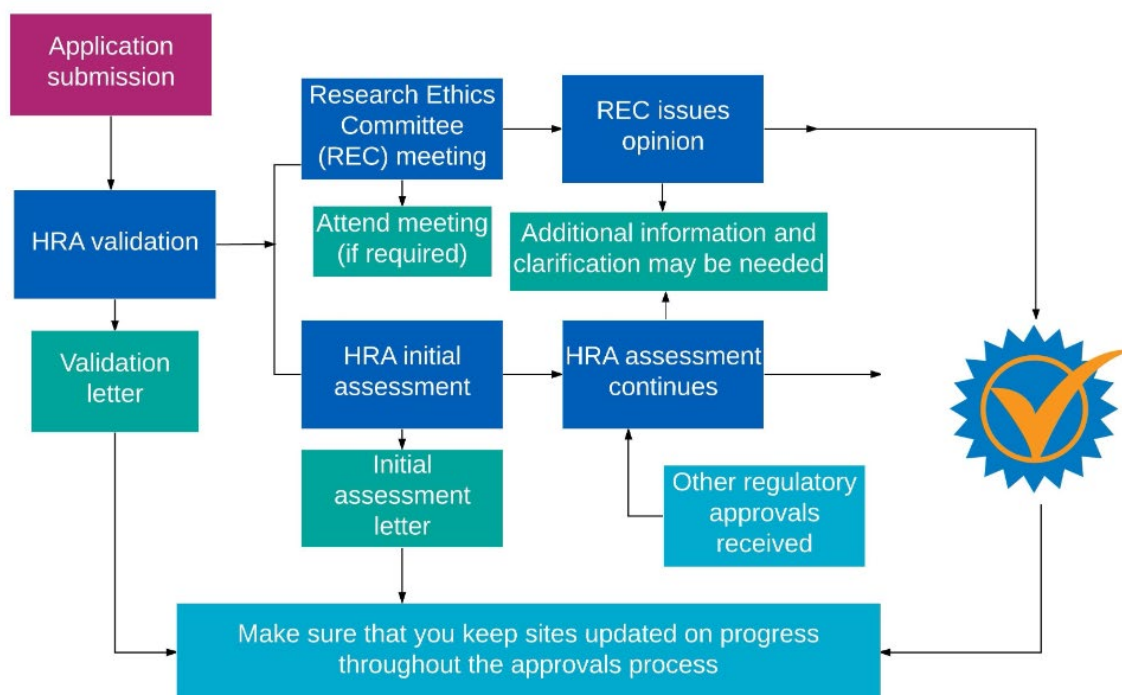 Application
submission
Research Ethics
Committee
(REC) meeting
REC issues
opinion
HRA validation
Attend meeting
(if required)
Additional information and
clarification may be needed
Validation
letter
HRA initial
assessment
HRA assessment
continues
Initial
assessment
letter
Other regulatory
approvals
received
Make sure that you keep sites updated on progress
throughout the approvals process